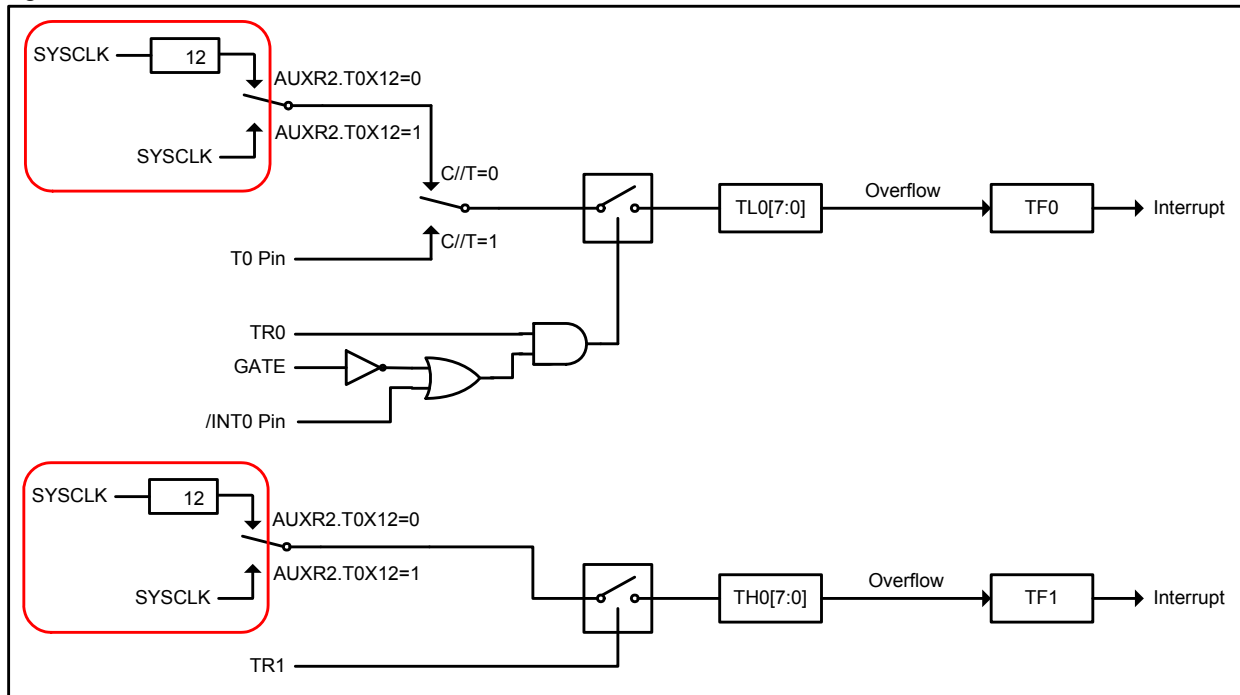 SYSCLK
12
AUXR2.T0X12=0
AUXR2.T0X12=1
SYSCLK
C//T=0
C//T=1
T0 Pin
TL0[7:0]
Overflow
TF0
Interrupt
TR0
GATE
/INT0 Pin
SYSCLK
12
AUXR2.T0X12=0
AUXR2.T0X12=1
SYSCLK
TH0[7:0]
Overflow
TF1
Interrupt
TR1